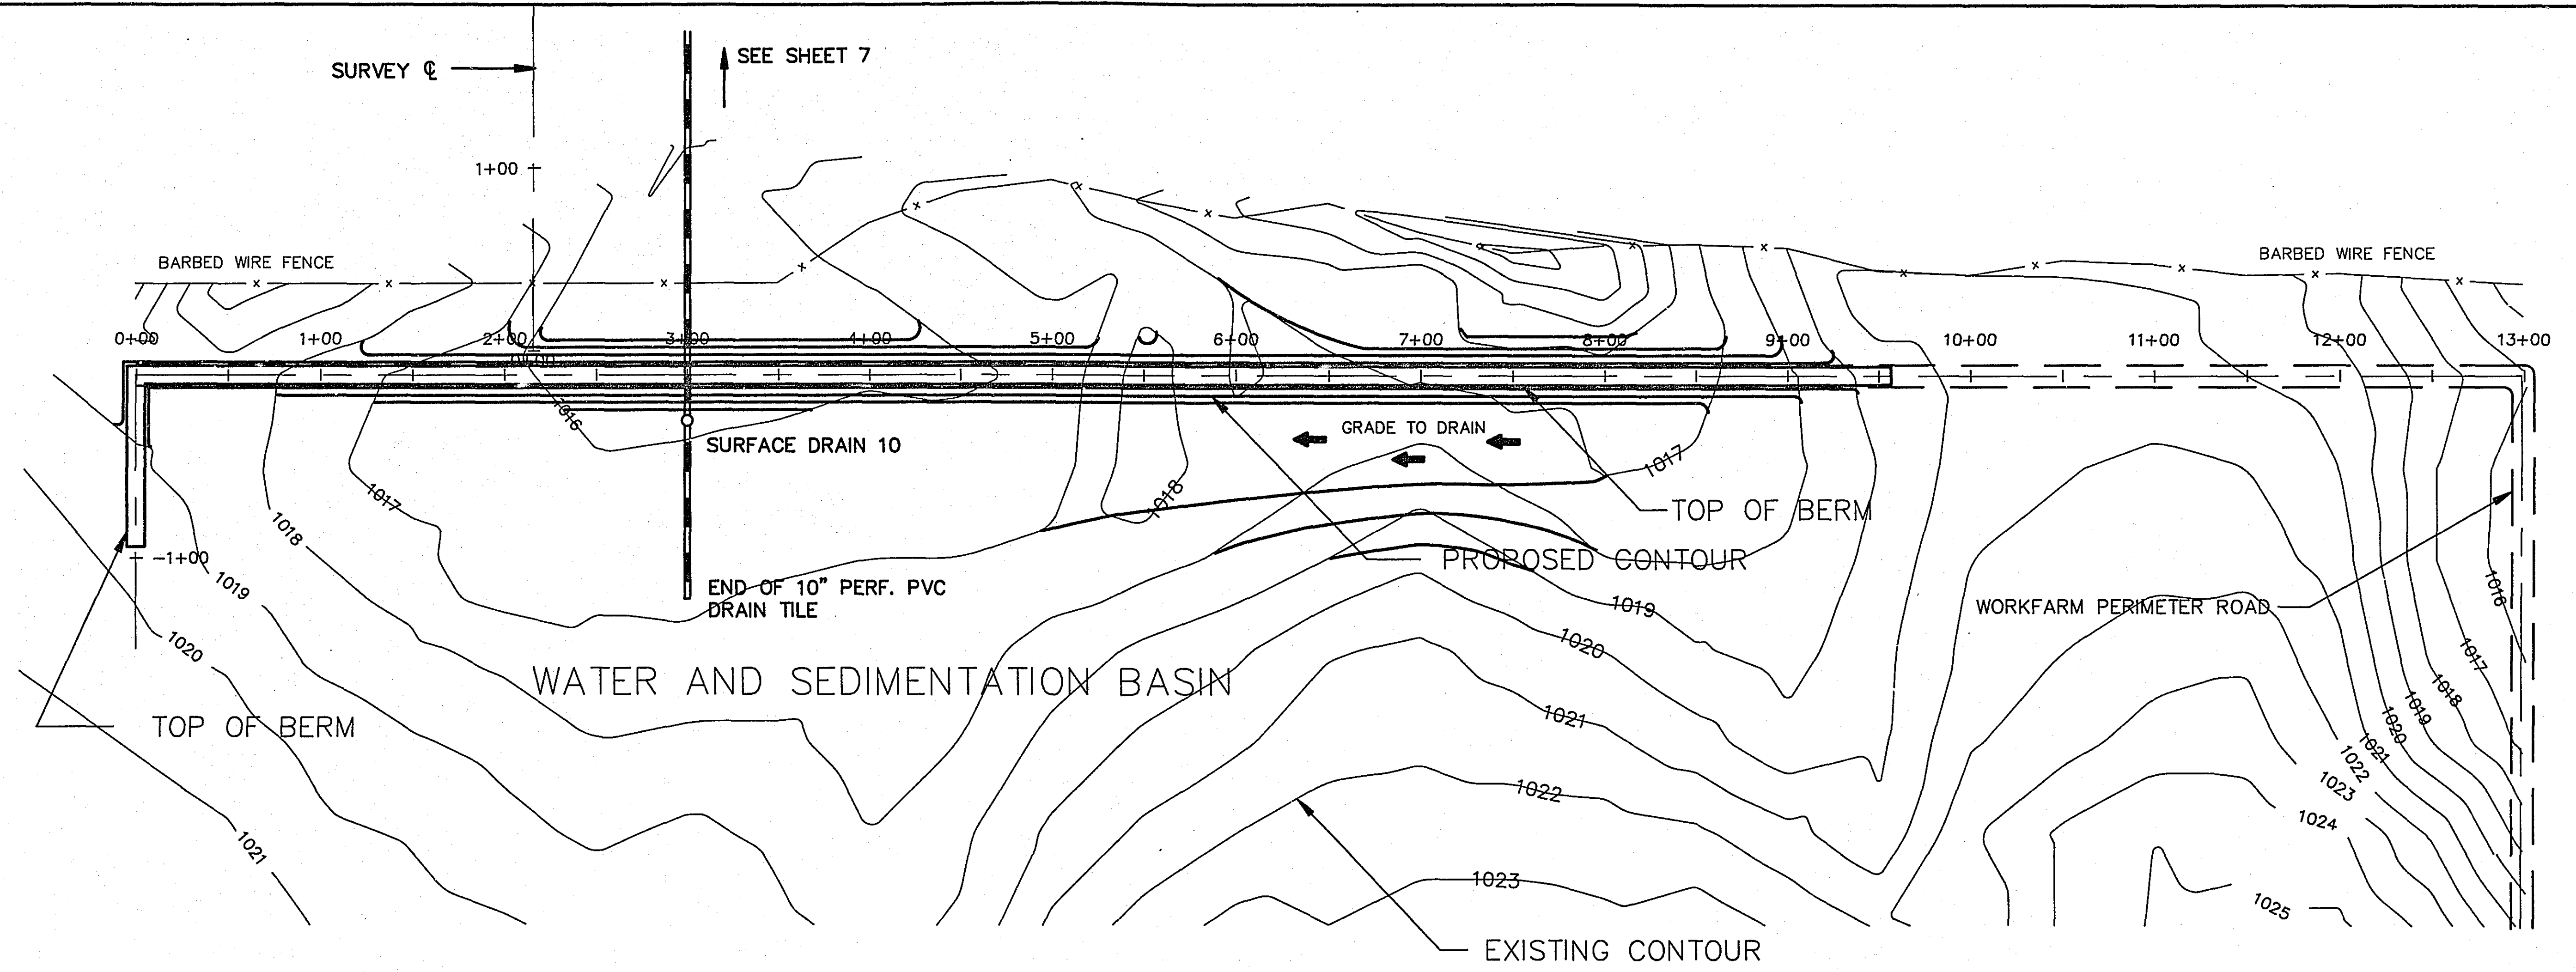 SEE SHEET 7
SURVEY ℄
1+00
BARBED WIRE FENCE
BARBED WIRE FENCE
0+00 1+00 2+00 3+00 4+00 5+00 6+00 7+00 8+00 9+00 10+00 11+00 12+00 13+00
0+00
1016
SURFACE DRAIN 10
GRADE TO DRAIN
1017
1017
1018
TOP OF BERM
1018
-1+00
PROPOSED CONTOUR
1019
END OF 10" PERF. PVC
DRAIN TILE
1019
WORKFARM PERIMETER ROAD
1016
1020
1020
WATER AND SEDIMENTATION BASIN
1017
1018
1019
1020
1021
1022
1023
1024
1025
TOP OF BERM
1021
1022
1021
1023
EXISTING CONTOUR